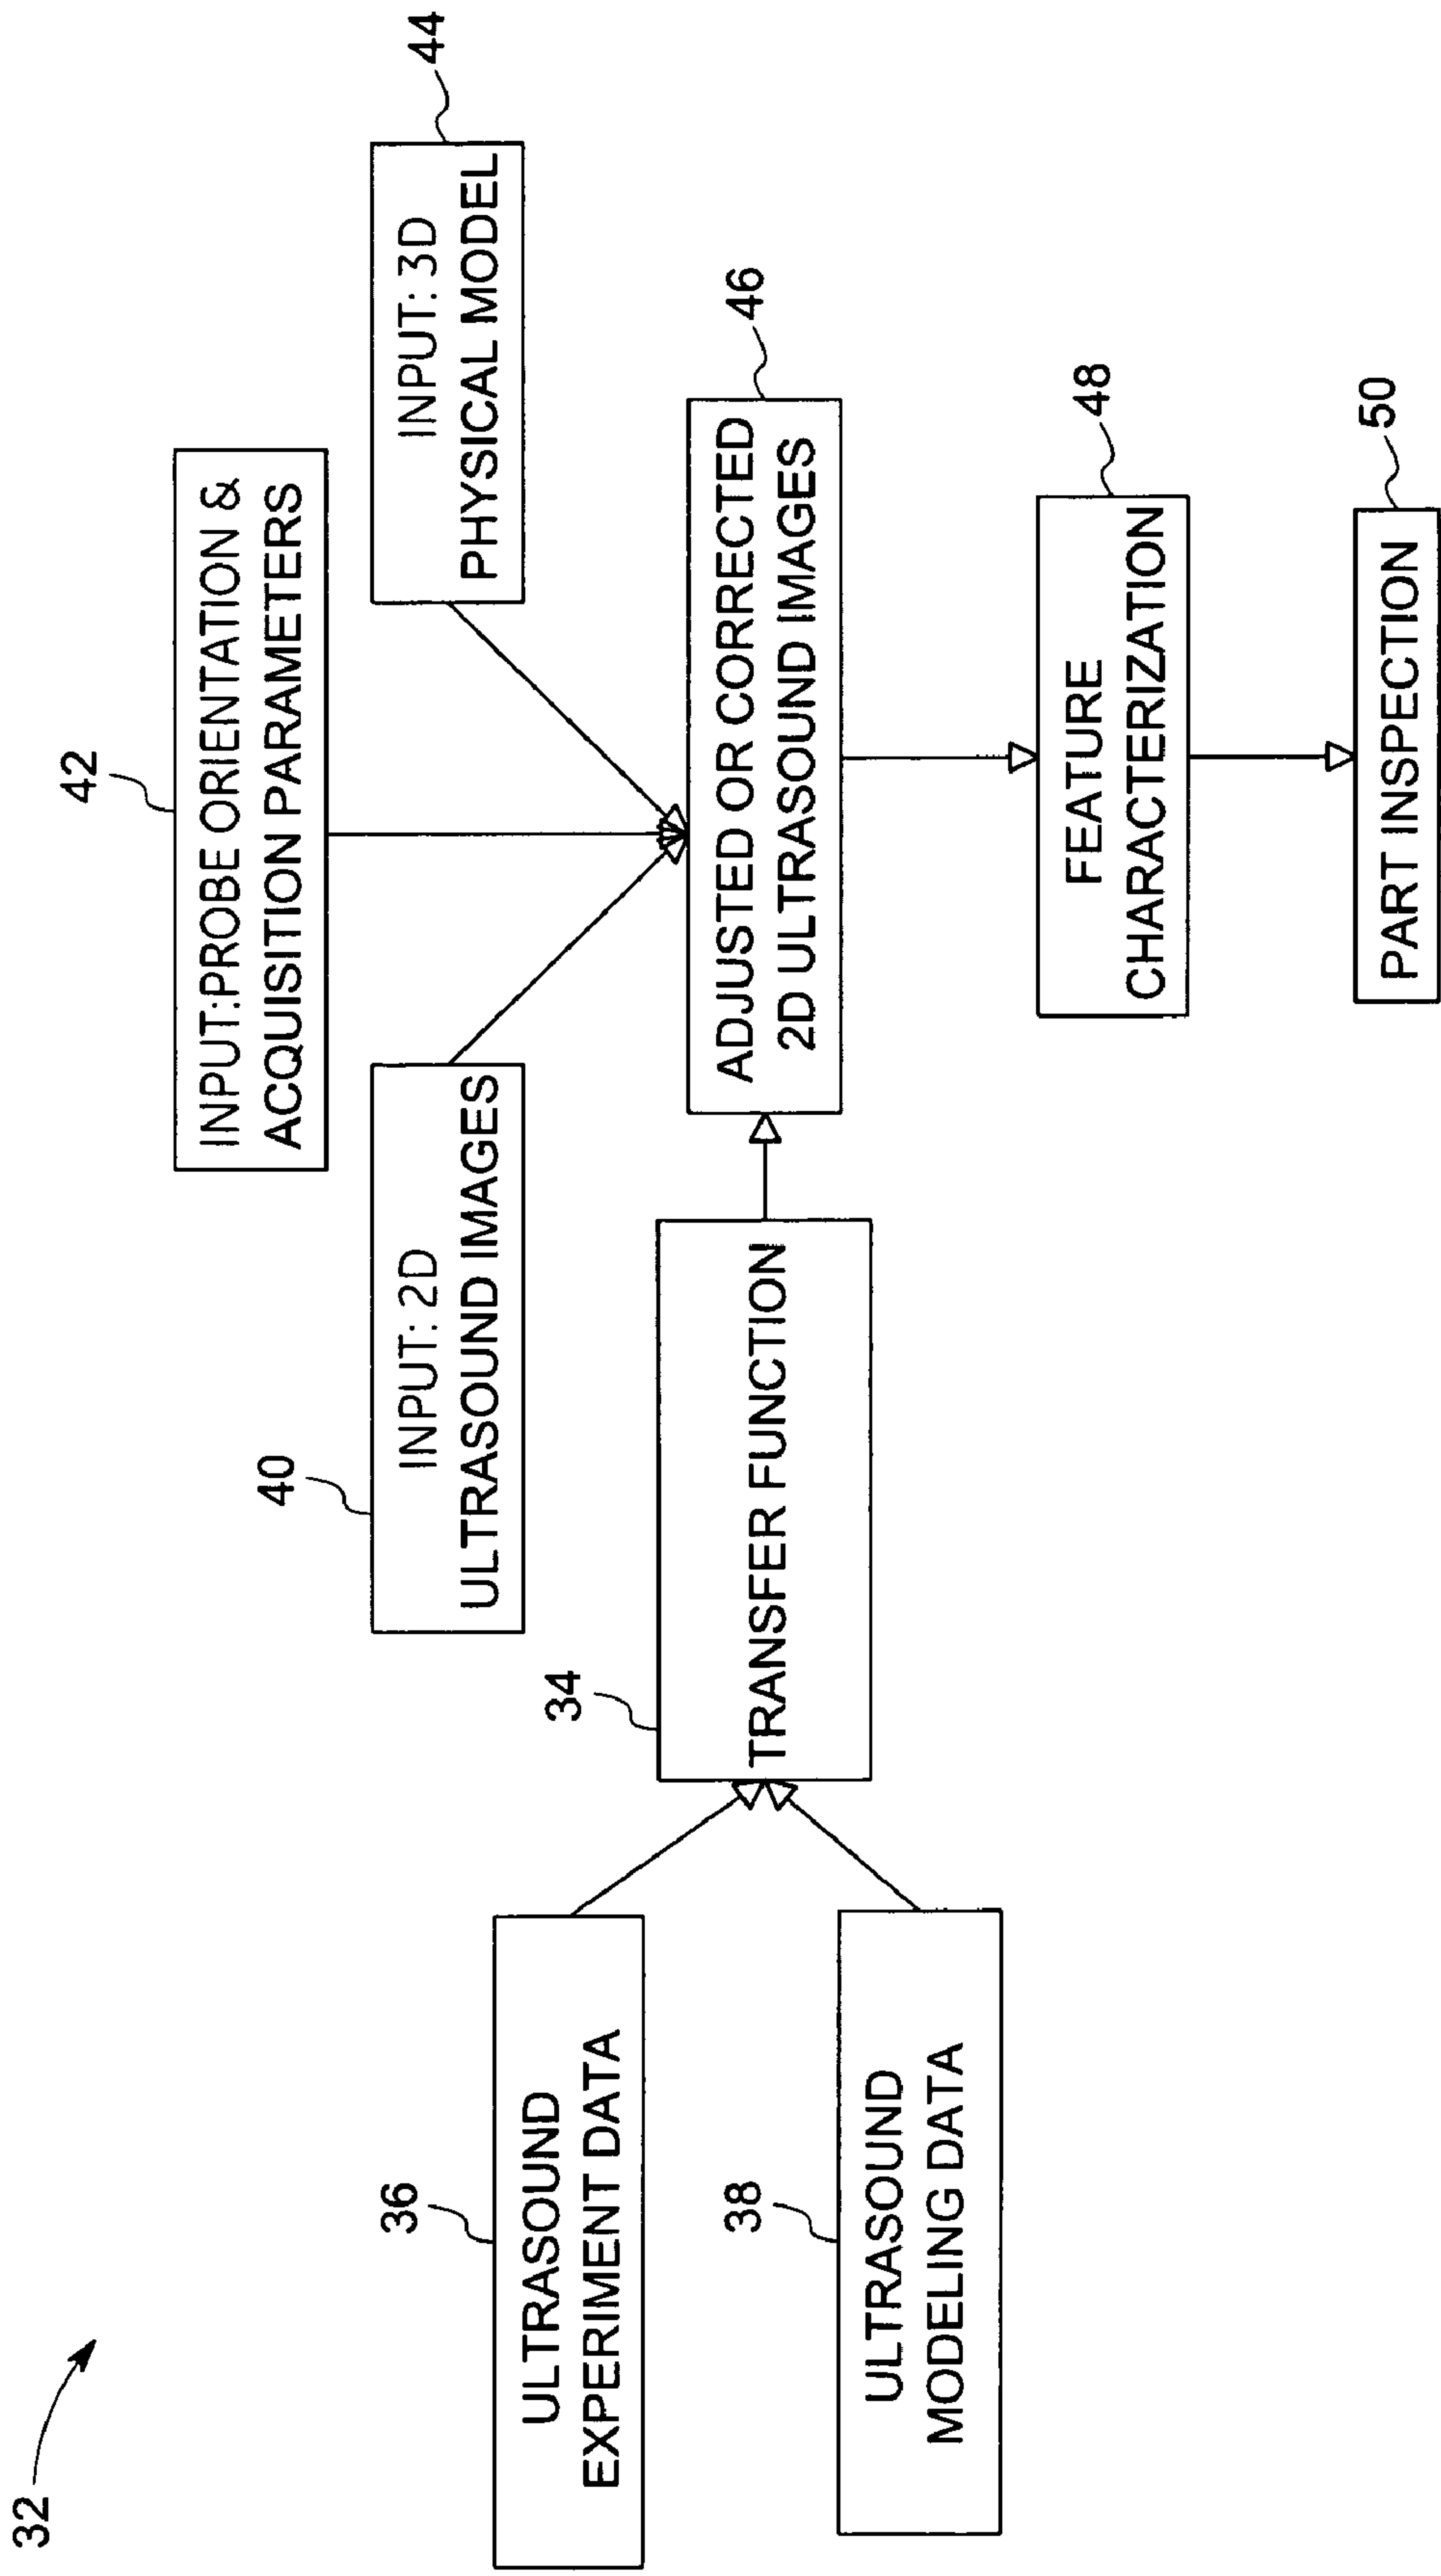 32
42
INPUT:PROBE ORIENTATION &
ACQUISITION PARAMETERS
40
INPUT: 2D
ULTRASOUND IMAGES
44
INPUT: 3D
PHYSICAL MODEL
36
ULTRASOUND
EXPERIMENT DATA
34
TRANSFER FUNCTION
46
ADJUSTED OR CORRECTED
2D ULTRASOUND IMAGES
38
ULTRASOUND
MODELING DATA
48
FEATURE
CHARACTERIZATION
50
PART INSPECTION